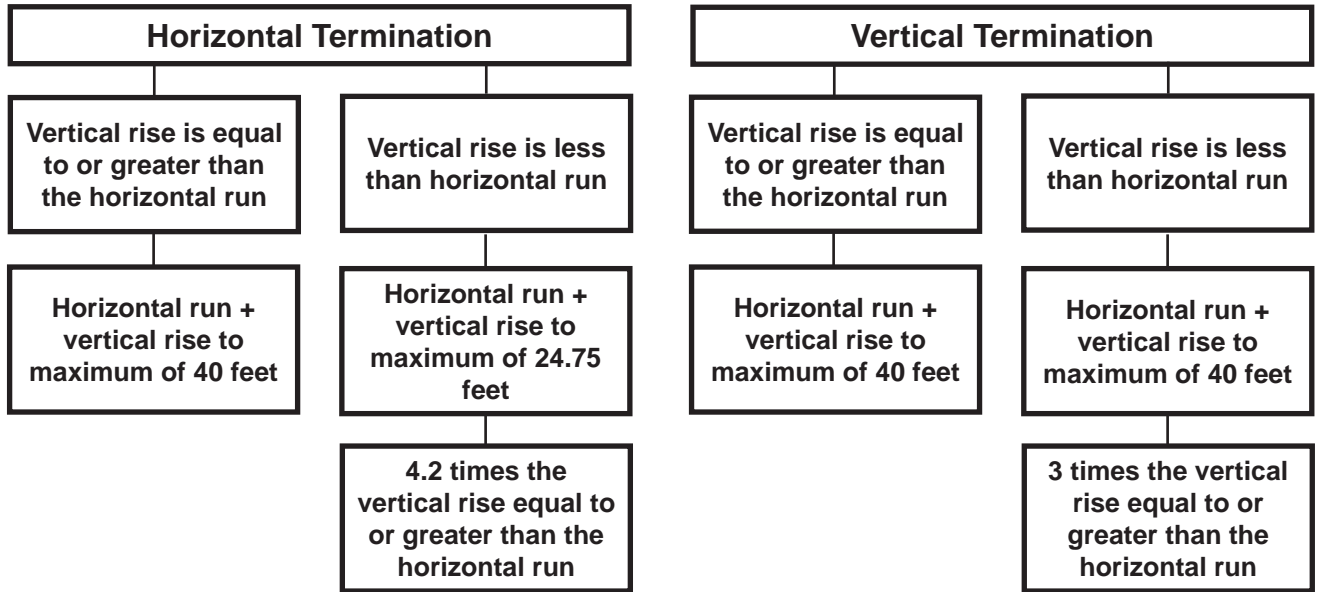 Horizontal Termination
Vertical rise is equal
to or greater than
the horizontal run
Horizontal run +
vertical rise to
maximum of 40 feet
Vertical rise is less
than horizontal run
Horizontal run +
vertical rise to
maximum of 24.75
feet
4.2 times the
vertical rise equal to
or greater than the
horizontal run
Vertical Termination
Vertical rise is equal
to or greater than
the horizontal run
Horizontal run +
vertical rise to
maximum of 40 feet
Vertical rise is less
than horizontal run
Horizontal run +
vertical rise to
maximum of 40 feet
3 times the vertical
rise equal to or
greater than the
horizontal run